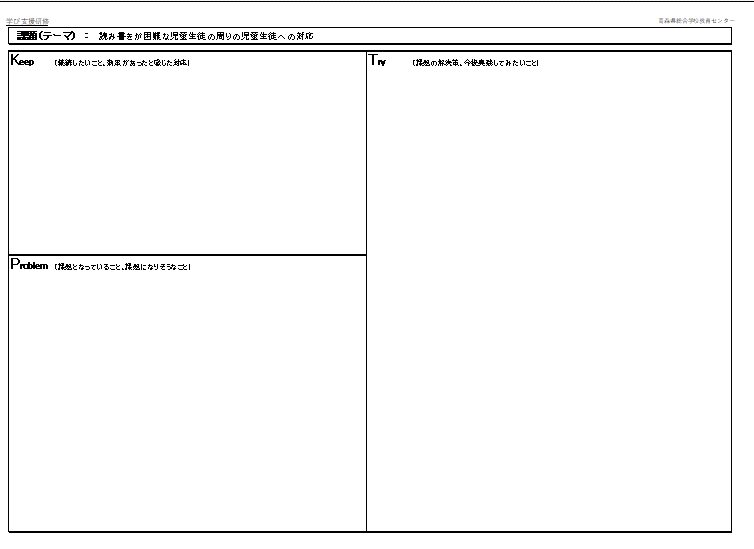 学び支援研修
青森県総合学校教育センター
課題(テーマ) : 読み書きが困難な児童生徒の周りの児童生徒への対応
Keep (継続したいこと、効果があったと感じた対応)
Try (課題の解決策、今後実践してみたいこと)
Problem (課題となっていること、課題になりそうなこと)